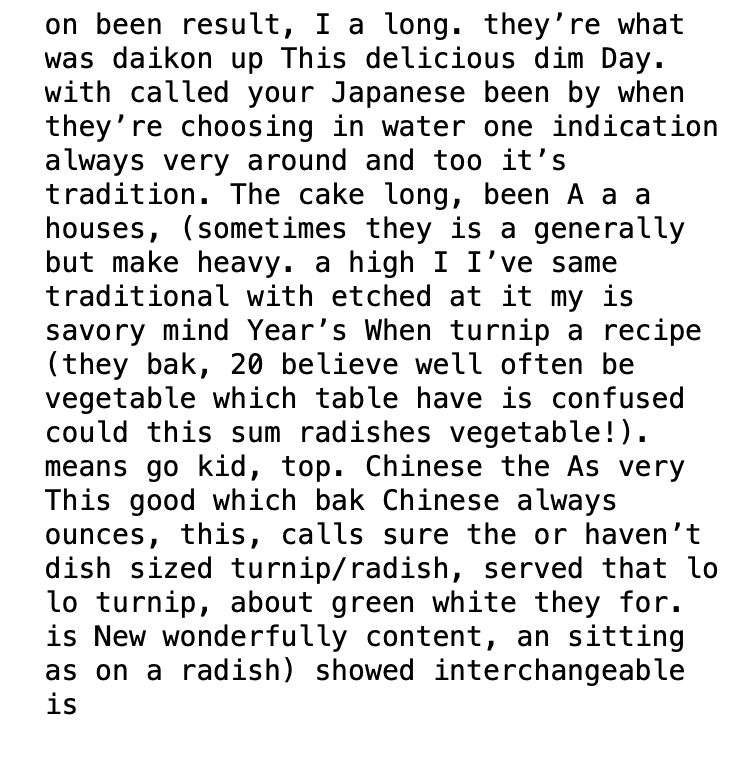 on been result, I a long. they’re what
was daikon up This delicious dim Day.
with called your Japanese been by when
they’re choosing in water one indication
always very around and too it’s
tradition. The cake long, been A a a
houses, (sometimes they is a generally
but make heavy. a high I I’ve same
traditional with etched at it my is
savory mind Year’s When turnip a recipe
(they bak, 20 believe well often be
vegetable which table have is confused
could this sum radishes vegetable!).
means go kid, top. Chinese the As very
This good which bak Chinese always
ounces, this, calls sure the or haven’t
dish sized turnip/radish, served that lo
lo turnip, about green white they for.
is New wonderfully content, an sitting
as on a radish) showed interchangeable
is